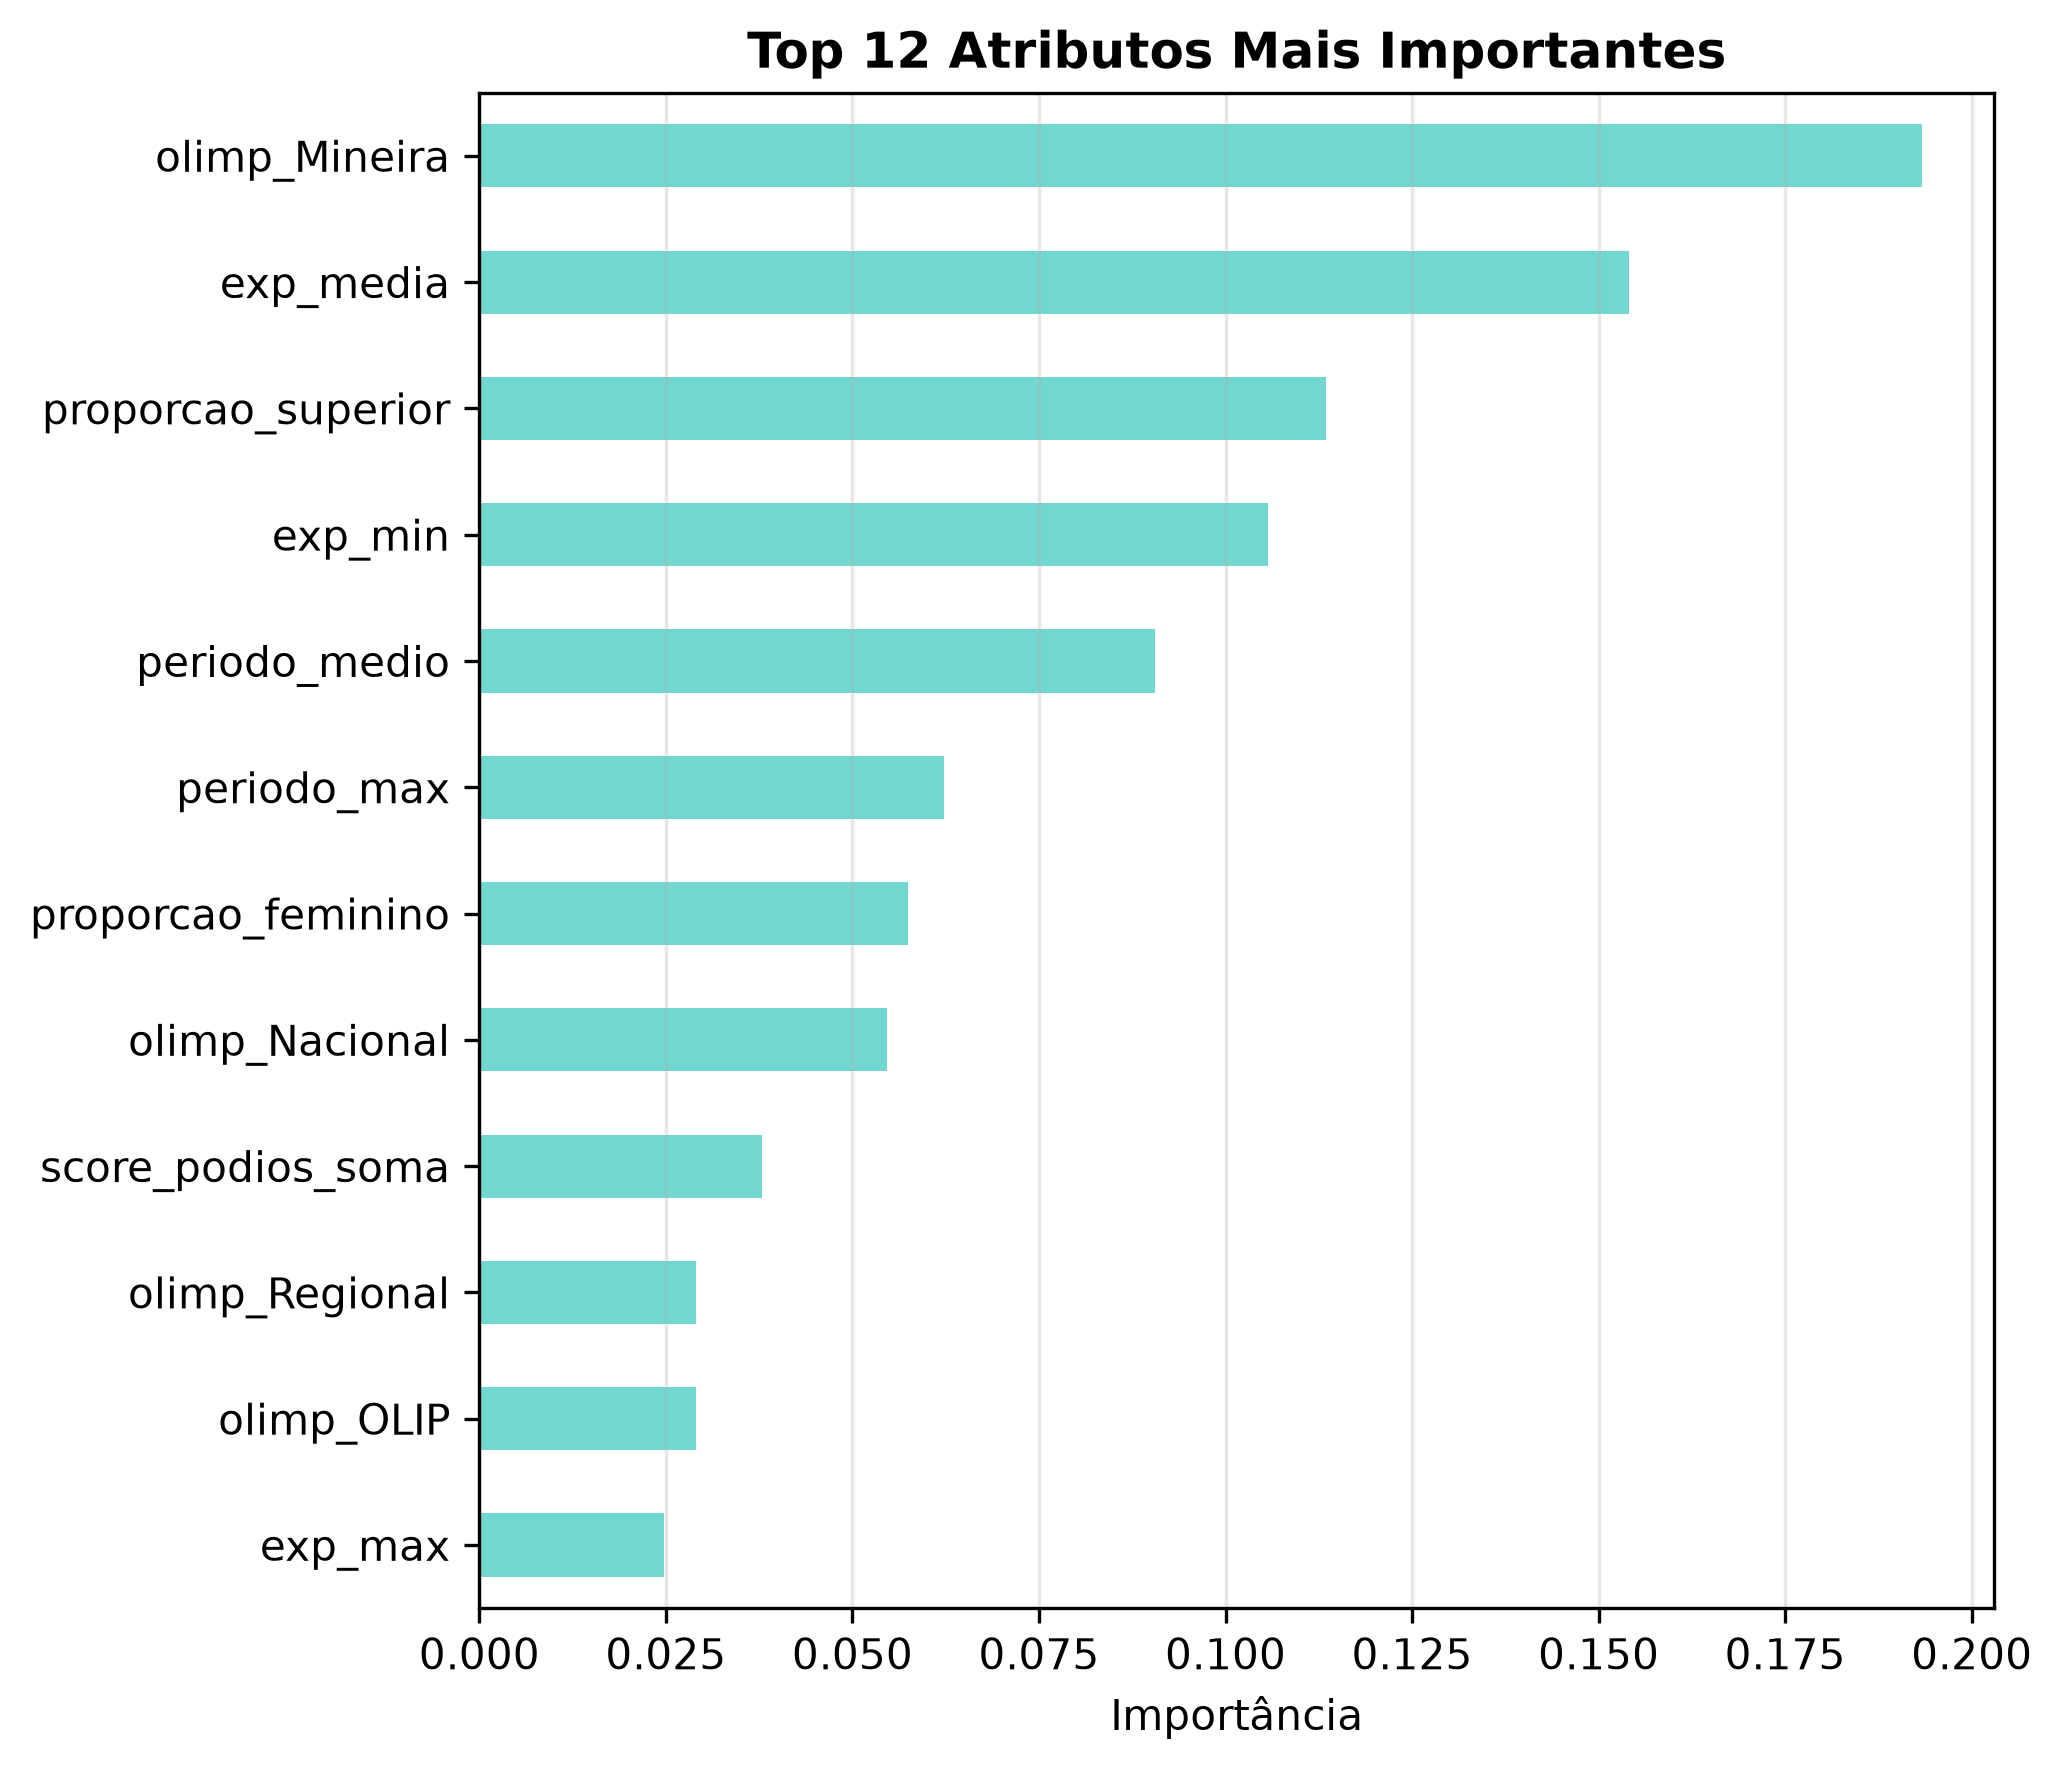 Top 12 Atributos Mais Importantes
olimp_Mineira
exp_media
proporcao_superior
exp_min
periodo_medio
periodo_max
proporcao_feminino
olimp_Nacional
score_podios_soma
olimp_Regional
olimp_OLIP
exp_max
0.000 0.025 0.050 0.075 0.100 0.125 0.150 0.175 0.200
Importância